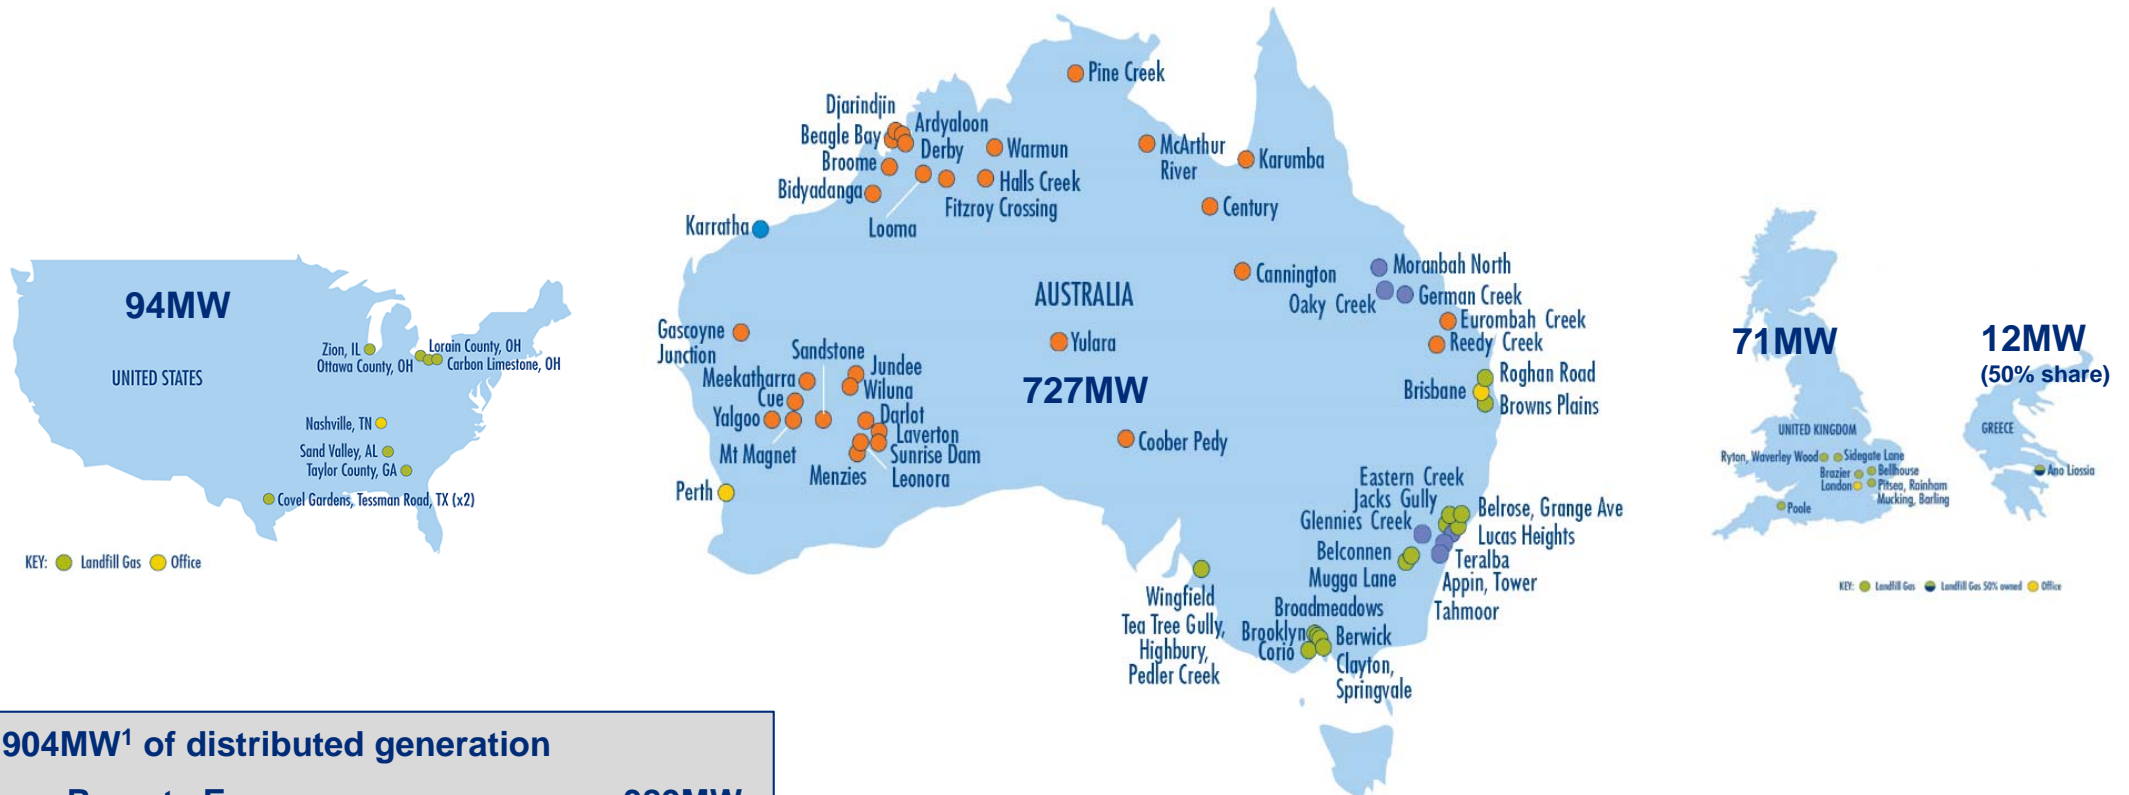 94MW
UNITED STATES
Zion, IL
Ottawa County, OH
Lorain County, OH
Carbon Limestone, OH
Nashville, TN
Sand Valley, AL
Taylor County, GA
Covel Gardens, Tessman Road, TX (x2)
KEY: Landfill Gas Office
Pine Creek
Djarindjin
Beagle Bay
Ardyaloon
Broome
Derby
Warmun
Bidyadanga
Halls Creek
Fitzroy Crossing
Looma
Karratha
McArthur
River
Karumba
Century
Cannington
AUSTRALIA
Moranbah North
Oaky Creek
German Creek
Eurombah Creek
Reedy Creek
Yulara
727MW
Gascoyne
Junction
Sandstone
Jundee
Meekatharra
Wiluna
Cue
Yalgoo
Darlot
Laverton
Mt Magnet
Sunrise Dam
Menzies
Leonora
Perth
Coober Pedy
Roghan Road
Brisbane
Browns Plains
Eastern Creek
Jacks Gully
Glennies Creek
Belrose, Grange Ave
Lucas Heights
Belconnen
Teralba
Mugga Lane
Appin, Tower
Tahmoor
Wingfield
Tea Tree Gully,
Highbury,
Pedler Creek
Broadmeadows
Brooklyn
Corio
Berwick
Clayton,
Springvale
71MW
UNITED KINGDOM
Ryton, Waverley Wood
Sidegate Lane
Brazier
Bellhouse
London
Pitsea, Rainham
Mucking, Barling
Poole
12MW
(50% share)
GREECE
Ano Liossia
KEY: Landfill Gas Landfill Gas 50% owned Office
904MW¹ of distributed generation